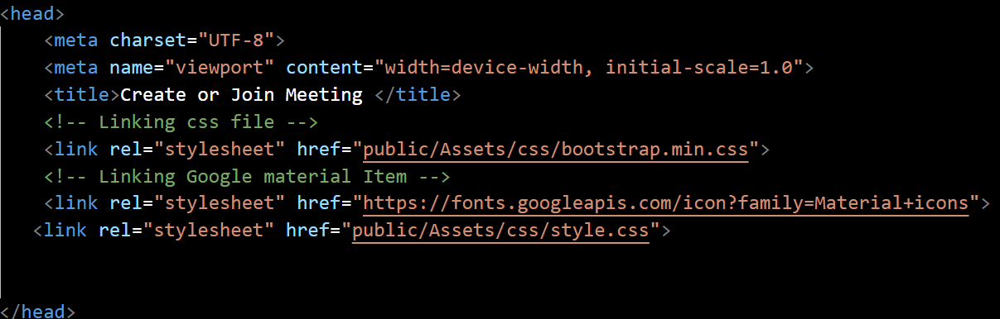 <head>
<meta charset="UTF-8">
<meta name="viewport" content="width=device-width, initial-scale=1.0">
<title>Create or Join Meeting </title>
<!-- Linking css file -->
<link rel="stylesheet" href="public/Assets/css/bootstrap.min.css">
<!-- Linking Google material Item -->
<link rel="stylesheet" href="https://fonts.googleapis.com/icon?family=Material+icons">
<link rel="stylesheet" href="public/Assets/css/style.css">
</head>